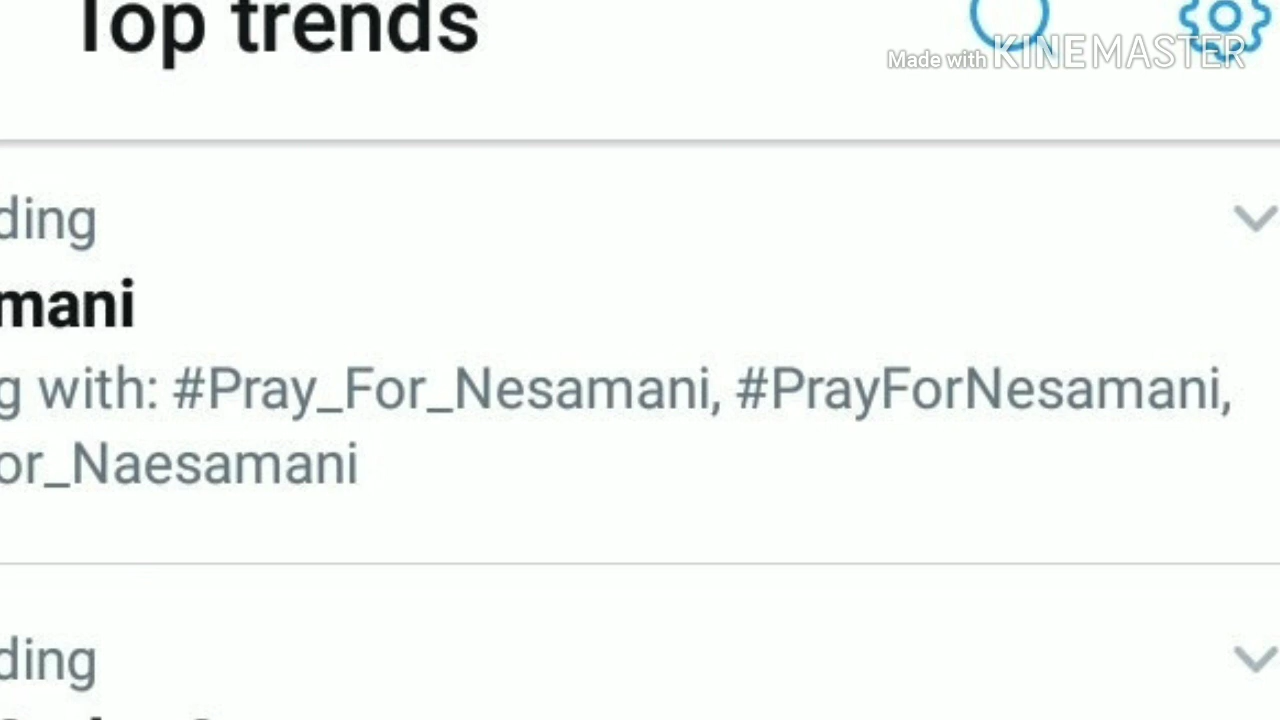 Top trends
Made with KINEMASTER
ding
mani
g with: #Pray_For_Nesamani, #PrayForNesamani,
or_Naesamani
ding